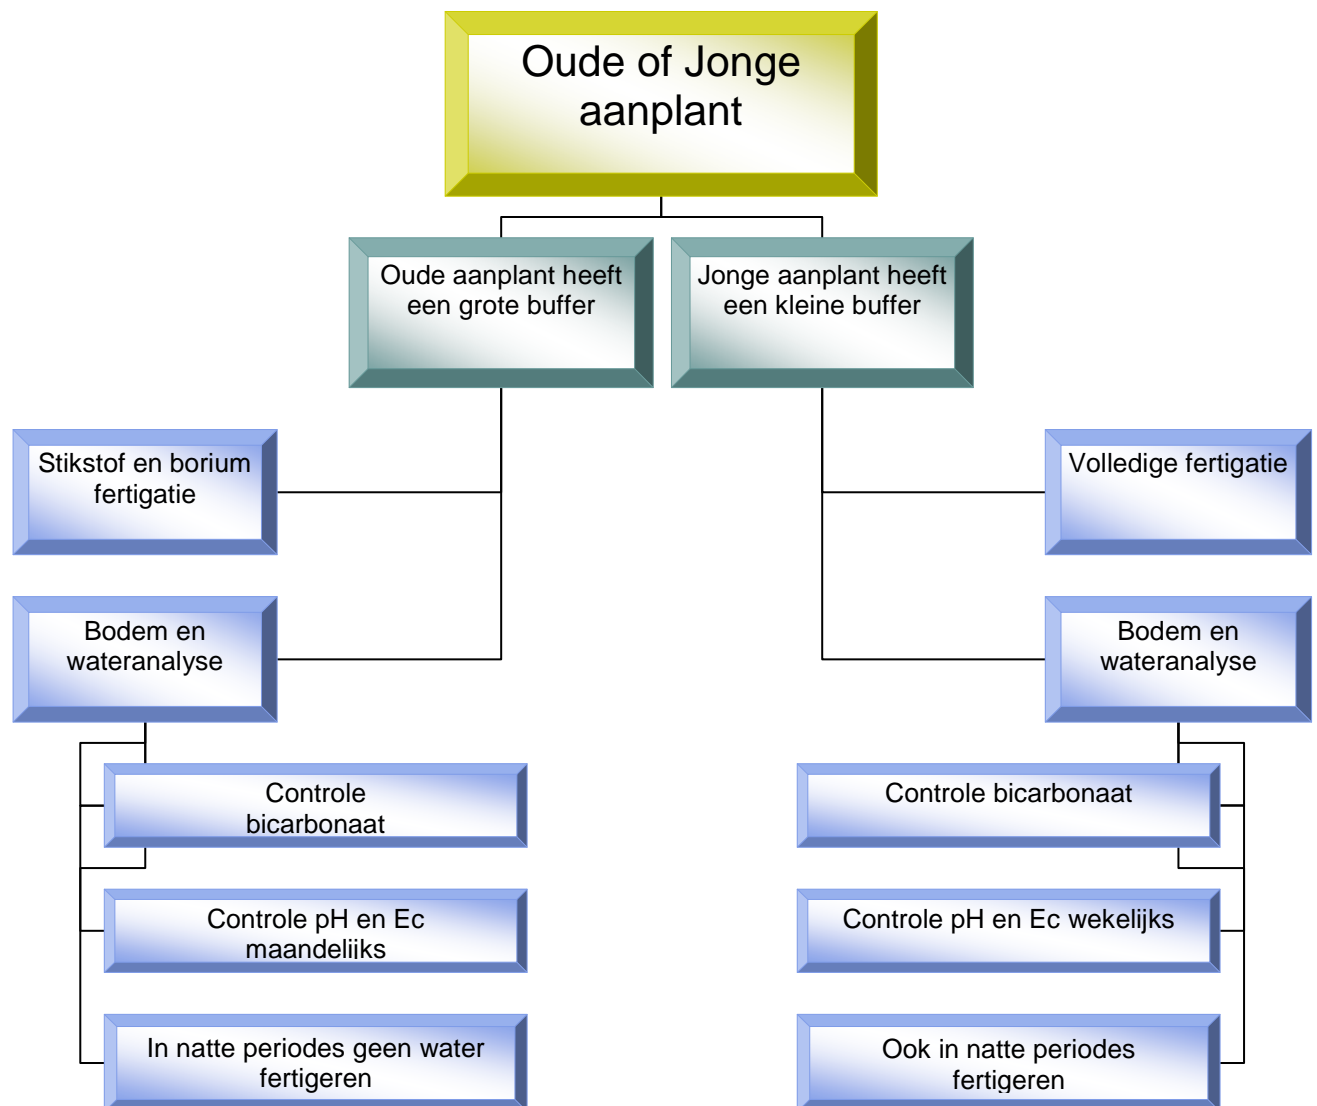 Oude of Jonge
aanplant
Oude aanplant heeft
een grote buffer
Jonge aanplant heeft
een kleine buffer
Stikstof en borium
fertigatie
Volledige fertigatie
Bodem en
wateranalyse
Bodem en
wateranalyse
Controle
bicarbonaat
Controle bicarbonaat
Controle pH en Ec
maandelijks
Controle pH en Ec wekelijks
In natte periodes geen water
fertigeren
Ook in natte periodes
fertigeren